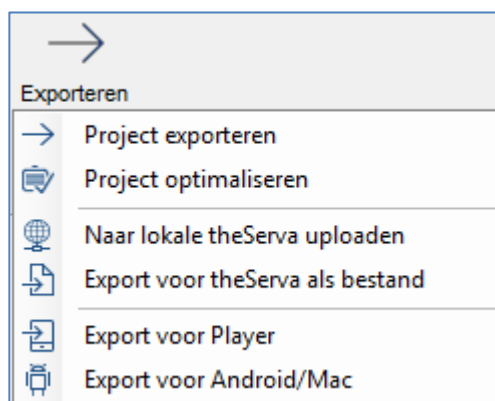 Exporteren
Project exporteren
Project optimaliseren
Naar lokale theServa uploaden
Export voor theServa als bestand
Export voor Player
Export voor Android/Mac